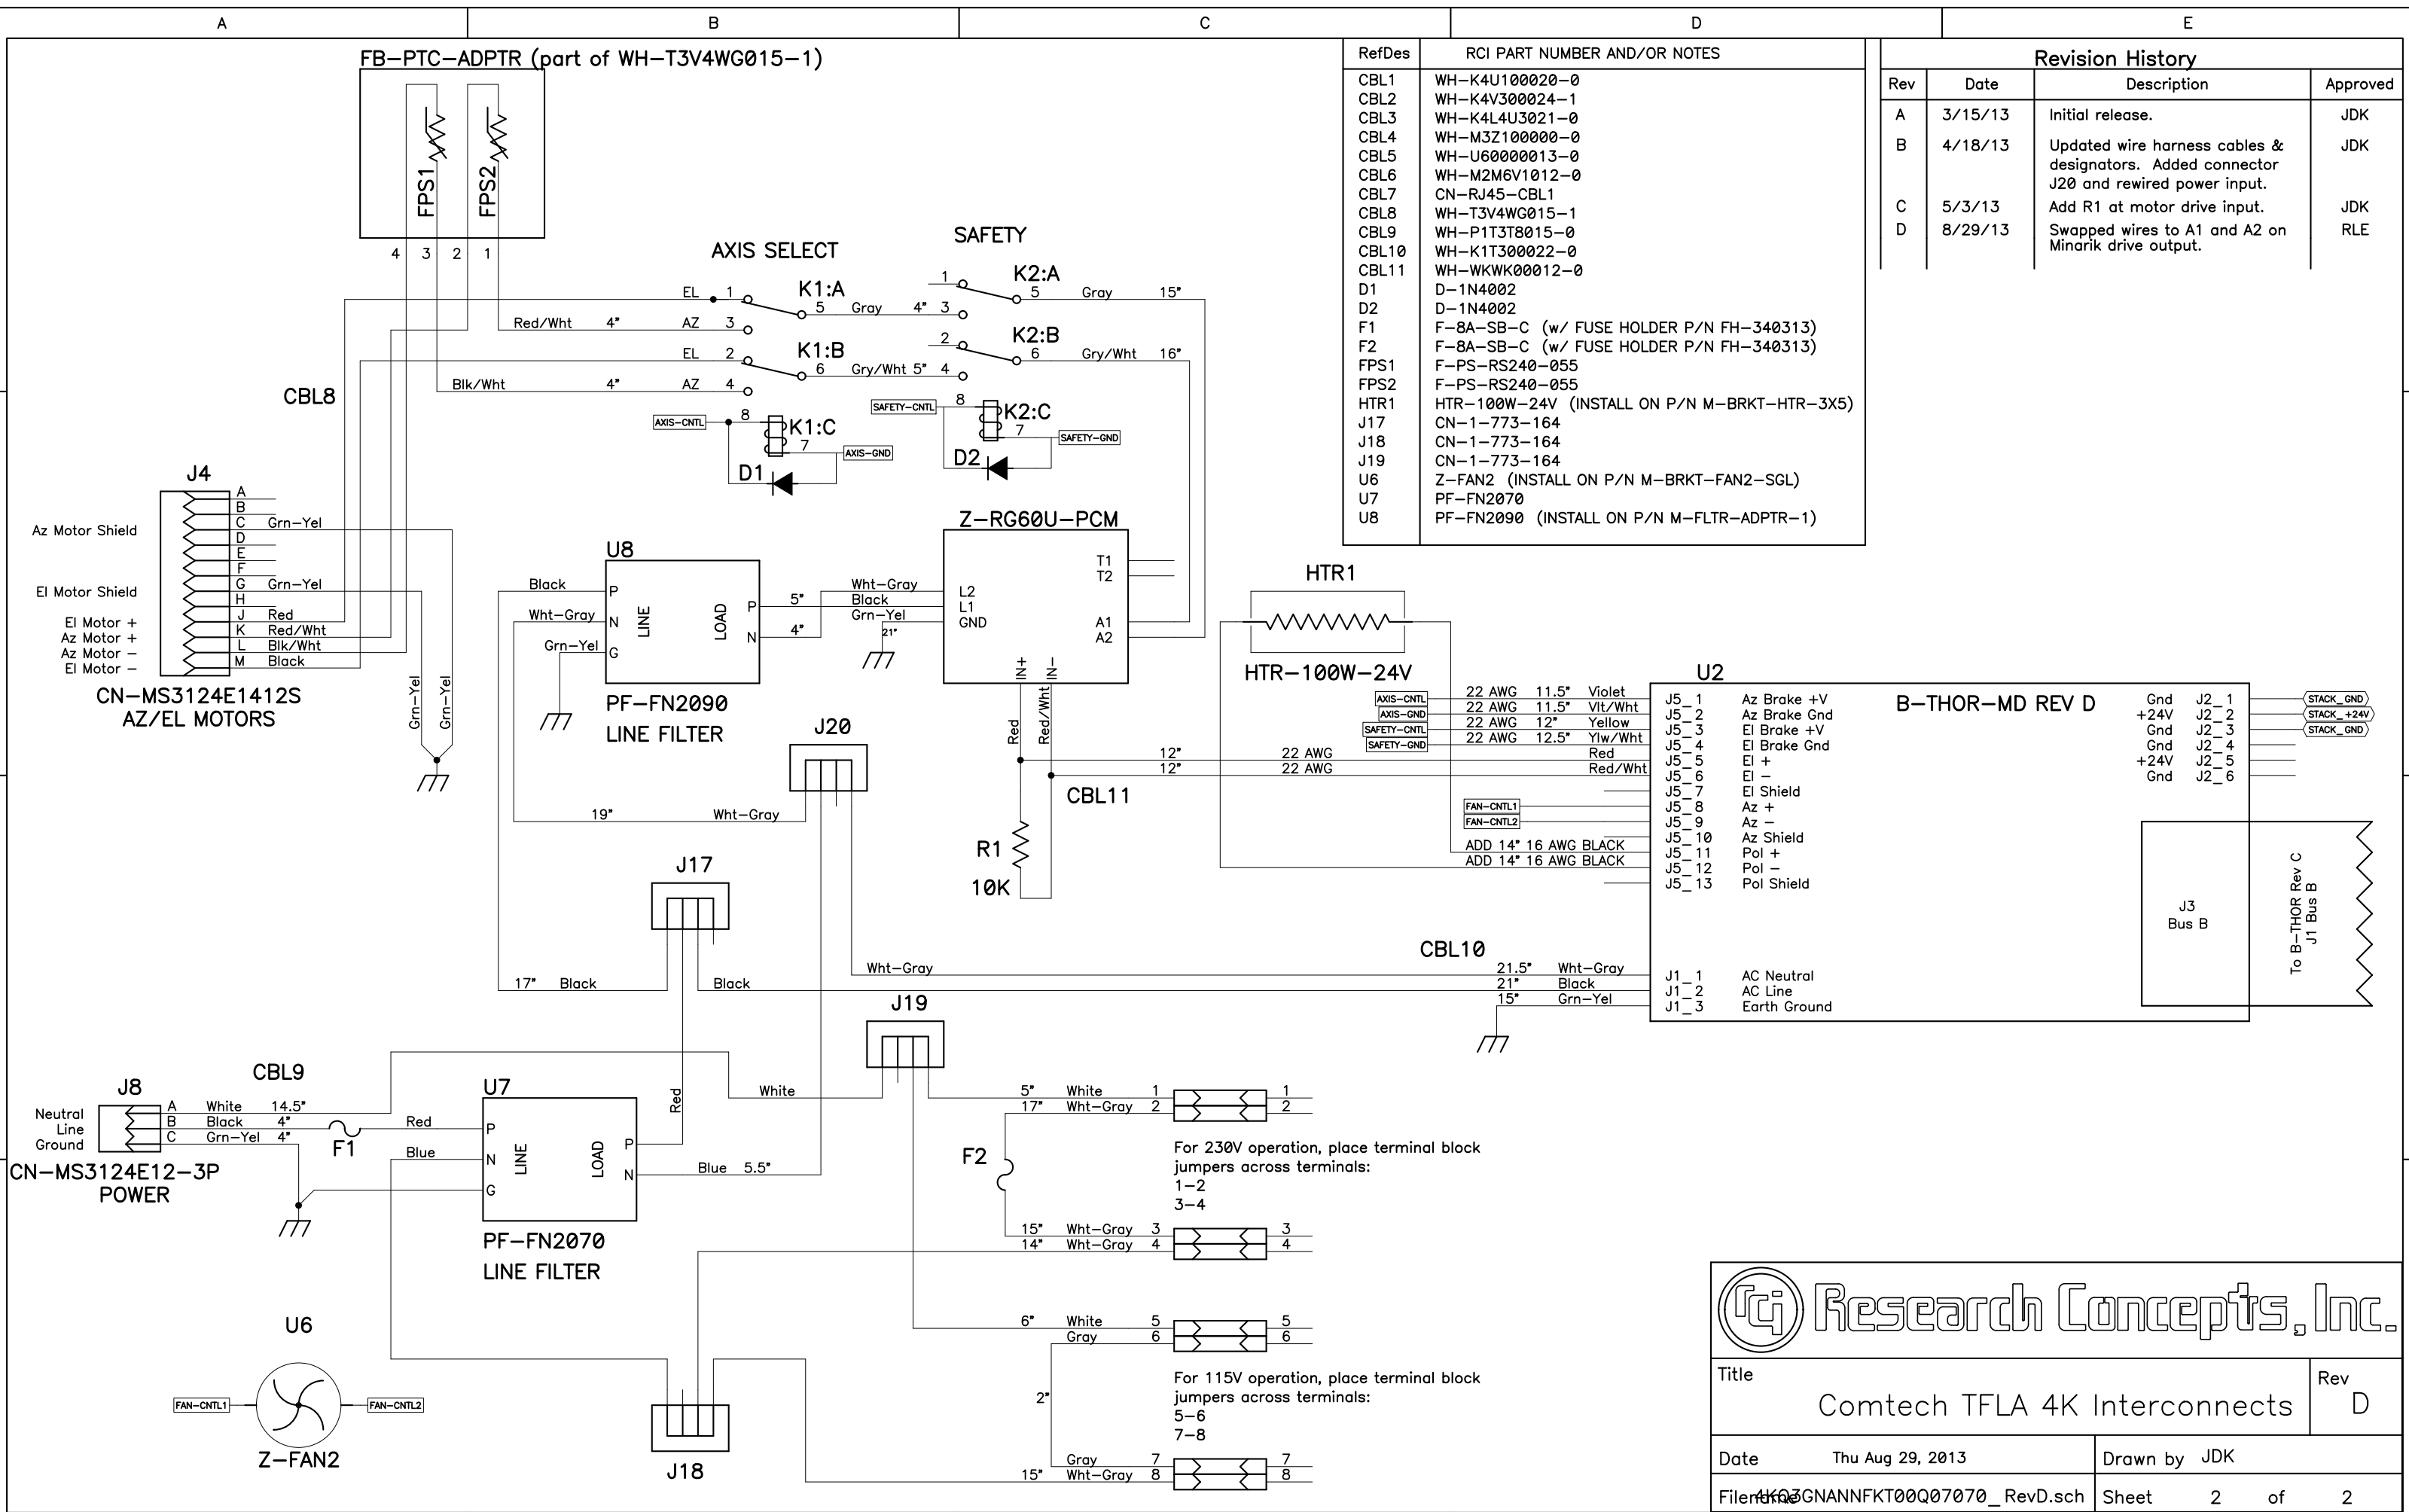 A B C D E
FB-PTC-ADPTR (part of WH-T3V4WG015-1)
FPS1 FPS2
4 3 2 1
RefDes RCI PART NUMBER AND/OR NOTES
CBL1 WH-K4U100020-0
CBL2 WH-K4V300024-1
CBL3 WH-K4L4U3021-0
CBL4 WH-M3Z100000-0
CBL5 WH-U60000013-0
CBL6 WH-M2M6V1012-0
CBL7 CN-RJ45-CBL1
CBL8 WH-T3V4WG015-1
CBL9 WH-P1T3T8015-0
CBL10 WH-K1T300022-0
CBL11 WH-WKWK00012-0
D1 D-1N4002
D2 D-1N4002
F1 F-8A-SB-C (w/ FUSE HOLDER P/N FH-340313)
F2 F-8A-SB-C (w/ FUSE HOLDER P/N FH-340313)
FPS1 F-PS-RS240-055
FPS2 F-PS-RS240-055
HTR1 HTR-100W-24V (INSTALL ON P/N M-BRKT-HTR-3X5)
J17 CN-1-773-164
J18 CN-1-773-164
J19 CN-1-773-164
U6 Z-FAN2 (INSTALL ON P/N M-BRKT-FAN2-SGL)
U7 PF-FN2070
U8 PF-FN2090 (INSTALL ON P/N M-FLTR-ADPTR-1)
Revision History
Rev Date Description Approved
A 3/15/13 Initial release. JDK
B 4/18/13 Updated wire harness cables & JDK
designators. Added connector
J20 and rewired power input.
C 5/3/13 Add R1 at motor drive input. JDK
D 8/29/13 Swapped wires to A1 and A2 on RLE
Minarik drive output.
AXIS SELECT
SAFETY
EL 1 K1:A 5 Gray 4" 3
1 K2:A 5 Gray 15"
Red/Wht 4" AZ 3
EL 2 K1:B 6 Gry/Wht 5" 4
2 K2:B 6 Gry/Wht 16"
Blk/Wht 4" AZ 4
CBL8
AXIS-CNTL 8 K1:C 7 AXIS-GND
D1
SAFETY-CNTL 8 K2:C 7 SAFETY-GND
D2
J4
A
B
Az Motor Shield C Grn-Yel
D
E
F
El Motor Shield G Grn-Yel
H
El Motor + J Red
Az Motor + K Red/Wht
Az Motor - L Blk/Wht
El Motor - M Black
CN-MS3124E1412S
AZ/EL MOTORS
Grn-Yel Grn-Yel
U8
Black P
Wht-Gray N
Grn-Yel G
LINE LOAD
P 5"
N 4"
PF-FN2090
LINE FILTER
Z-RG60U-PCM
Wht-Gray L2
Black L1
Grn-Yel GND
21"
T1
T2
A1
A2
IN+ IN-
Red Red/Wht
HTR1
HTR-100W-24V
J20
19" Wht-Gray
R1
10K
CBL11
12" 22 AWG
12" 22 AWG
U2
B-THOR-MD REV D
AXIS-CNTL 22 AWG 11.5" Violet J5_1 Az Brake +V
AXIS-GND 22 AWG 11.5" Vlt/Wht J5_2 Az Brake Gnd
SAFETY-CNTL 22 AWG 12" Yellow J5_3 El Brake +V
SAFETY-GND 22 AWG 12.5" Ylw/Wht J5_4 El Brake Gnd
Red J5_5 El +
Red/Wht J5_6 El -
J5_7 El Shield
FAN-CNTL1 J5_8 Az +
FAN-CNTL2 J5_9 Az -
J5_10 Az Shield
ADD 14" 16 AWG BLACK J5_11 Pol +
ADD 14" 16 AWG BLACK J5_12 Pol -
J5_13 Pol Shield
Gnd J2_1 STACK_GND
+24V J2_2 STACK_+24V
Gnd J2_3 STACK_GND
Gnd J2_4
+24V J2_5
Gnd J2_6
J3
Bus B
To B-THOR Rev C
J1 Bus B
J17
17" Black
Black
Wht-Gray
CBL10
21.5" Wht-Gray J1_1 AC Neutral
21" Black J1_2 AC Line
15" Grn-Yel J1_3 Earth Ground
J19
CBL9
J8
Neutral A White 14.5"
Line B Black 4"
Ground C Grn-Yel 4"
F1
CN-MS3124E12-3P
POWER
U7
Red P
Blue N
G
LINE LOAD
P
N Blue 5.5"
Red
White
PF-FN2070
LINE FILTER
5" White 1 1
17" Wht-Gray 2 2
F2
For 230V operation, place terminal block
jumpers across terminals:
1-2
3-4
15" Wht-Gray 3 3
14" Wht-Gray 4 4
6" White 5 5
Gray 6 6
2"
For 115V operation, place terminal block
jumpers across terminals:
5-6
7-8
Gray 7 7
15" Wht-Gray 8 8
U6
FAN-CNTL1 FAN-CNTL2
Z-FAN2
J18
rci Research Concepts, Inc.
Title
Comtech TFLA 4K Interconnects
Rev
D
Date Thu Aug 29, 2013 Drawn by JDK
Filename 4KQ3GNANNFKT00Q07070_RevD.sch Sheet 2 of 2